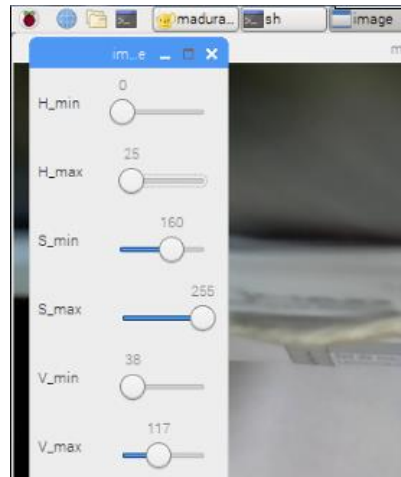 madura... sh image
im...e
m
0
H_min
25
H_max
160
S_min
255
S_max
38
V_min
117
V_max